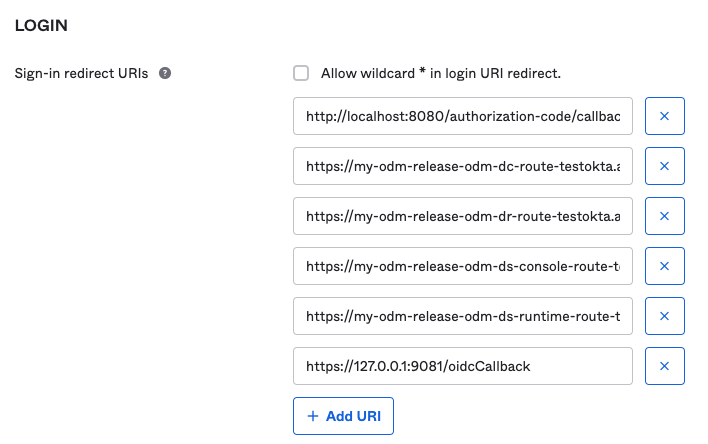 LOGIN
Sign-in redirect URIs ?
Allow wildcard * in login URI redirect.
http://localhost:8080/authorization-code/callbac
https://my-odm-release-odm-dc-route-testokta.a
https://my-odm-release-odm-dr-route-testokta.a
https://my-odm-release-odm-ds-console-route-t
https://my-odm-release-odm-ds-runtime-route-t
https://127.0.0.1:9081/oidcCallback
+ Add URI